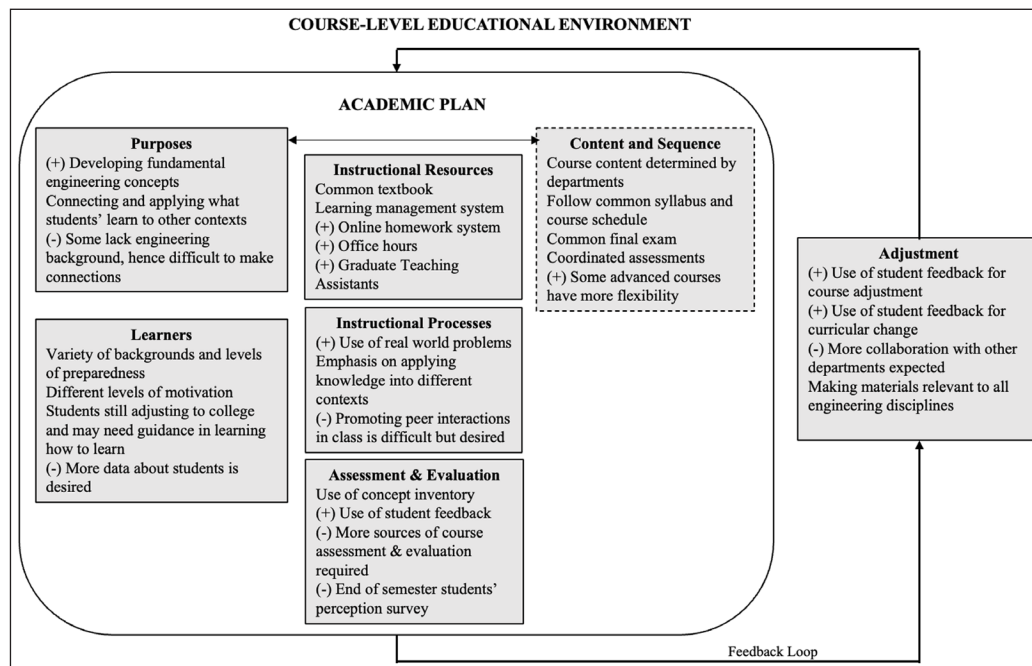 COURSE-LEVEL EDUCATIONAL ENVIRONMENT
ACADEMIC PLAN
Purposes
(+) Developing fundamental
engineering concepts
Connecting and applying what
students’ learn to other contexts
(-) Some lack engineering
background, hence difficult to make
connections
Learners
Variety of backgrounds and levels
of preparedness
Different levels of motivation
Students still adjusting to college
and may need guidance in learning
how to learn
(-) More data about students is
desired
Instructional Resources
Common textbook
Learning management system
(+) Online homework system
(+) Office hours
(+) Graduate Teaching
Assistants
Instructional Processes
(+) Use of real world problems
Emphasis on applying
knowledge into different
contexts
(-) Promoting peer interactions
in class is difficult but desired
Assessment & Evaluation
Use of concept inventory
(+) Use of student feedback
(-) More sources of course
assessment & evaluation
required
(-) End of semester students’
perception survey
Content and Sequence
Course content determined by
departments
Follow common syllabus and
course schedule
Common final exam
Coordinated assessments
(+) Some advanced courses
have more flexibility
Adjustment
(+) Use of student feedback for
course adjustment
(+) Use of student feedback for
curricular change
(-) More collaboration with other
departments expected
Making materials relevant to all
engineering disciplines
Feedback Loop